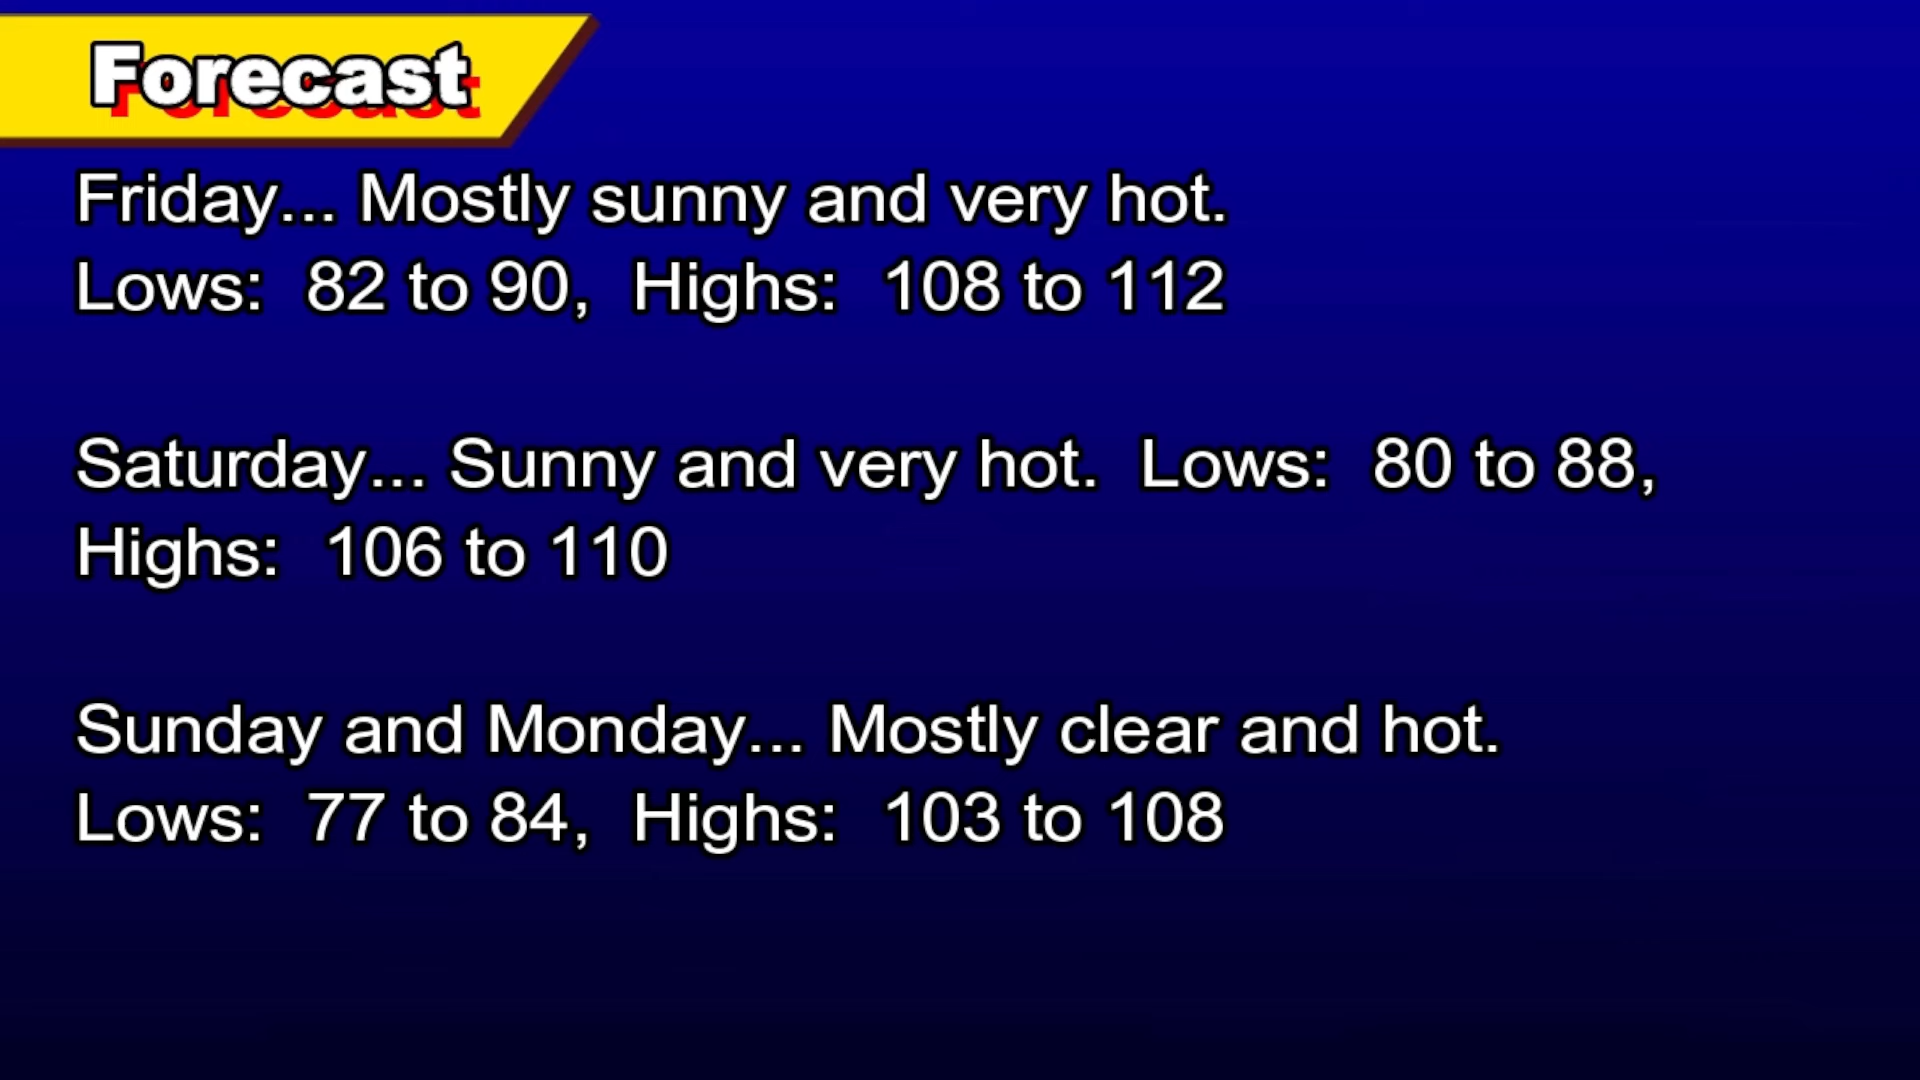 Forecast
Friday... Mostly sunny and very hot.
Lows:  82 to 90,  Highs:  108 to 112
Saturday... Sunny and very hot.  Lows:  80 to 88,
Highs:  106 to 110
Sunday and Monday... Mostly clear and hot.
Lows:  77 to 84,  Highs:  103 to 108